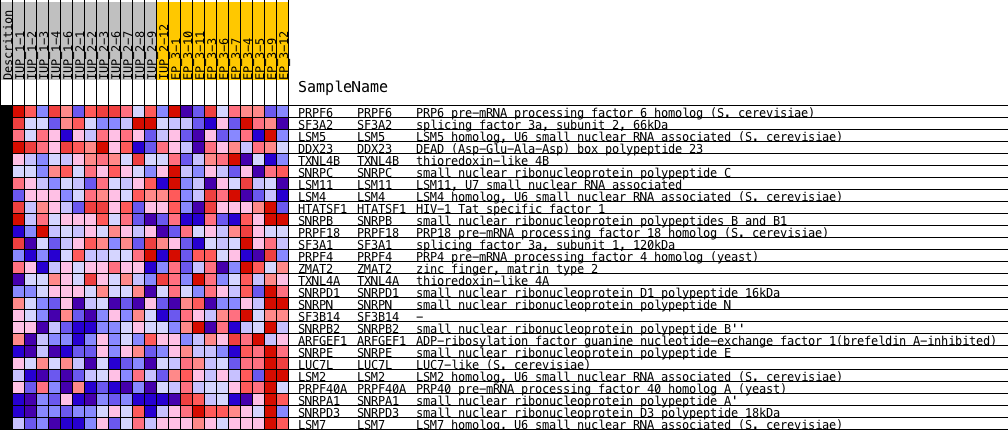 Descrition
IUP_1-1
IUP_1-2
IUP_1-3
IUP_1-4
IUP_1-6
IUP_2-1
IUP_2-2
IUP_2-3
IUP_2-6
IUP_2-7
IUP_2-8
IUP_2-9
IUP_2-12
EP_3-1
EP_3-10
EP_3-11
EP_3-3
EP_3-6
EP_3-7
EP_3-4
EP_3-5
EP_3-9
EP_3-12
SampleName
PRPF6 PRPF6 PRP6 pre-mRNA processing factor 6 homolog (S. cerevisiae)
SF3A2 SF3A2 splicing factor 3a, subunit 2, 66kDa
LSM5 LSM5 LSM5 homolog, U6 small nuclear RNA associated (S. cerevisiae)
DDX23 DDX23 DEAD (Asp-Glu-Ala-Asp) box polypeptide 23
TXNL4B TXNL4B thioredoxin-like 4B
SNRPC SNRPC small nuclear ribonucleoprotein polypeptide C
LSM11 LSM11 LSM11, U7 small nuclear RNA associated
LSM4 LSM4 LSM4 homolog, U6 small nuclear RNA associated (S. cerevisiae)
HTATSF1 HTATSF1 HIV-1 Tat specific factor 1
SNRPB SNRPB small nuclear ribonucleoprotein polypeptides B and B1
PRPF18 PRPF18 PRP18 pre-mRNA processing factor 18 homolog (S. cerevisiae)
SF3A1 SF3A1 splicing factor 3a, subunit 1, 120kDa
PRPF4 PRPF4 PRP4 pre-mRNA processing factor 4 homolog (yeast)
ZMAT2 ZMAT2 zinc finger, matrin type 2
TXNL4A TXNL4A thioredoxin-like 4A
SNRPD1 SNRPD1 small nuclear ribonucleoprotein D1 polypeptide 16kDa
SNRPN SNRPN small nuclear ribonucleoprotein polypeptide N
SF3B14 SF3B14 -
SNRPB2 SNRPB2 small nuclear ribonucleoprotein polypeptide B''
ARFGEF1 ARFGEF1 ADP-ribosylation factor guanine nucleotide-exchange factor 1(brefeldin A-inhibited)
SNRPE SNRPE small nuclear ribonucleoprotein polypeptide E
LUC7L LUC7L LUC7-like (S. cerevisiae)
LSM2 LSM2 LSM2 homolog, U6 small nuclear RNA associated (S. cerevisiae)
PRPF40A PRPF40A PRP40 pre-mRNA processing factor 40 homolog A (yeast)
SNRPA1 SNRPA1 small nuclear ribonucleoprotein polypeptide A'
SNRPD3 SNRPD3 small nuclear ribonucleoprotein D3 polypeptide 18kDa
LSM7 LSM7 LSM7 homolog, U6 small nuclear RNA associated (S. cerevisiae)